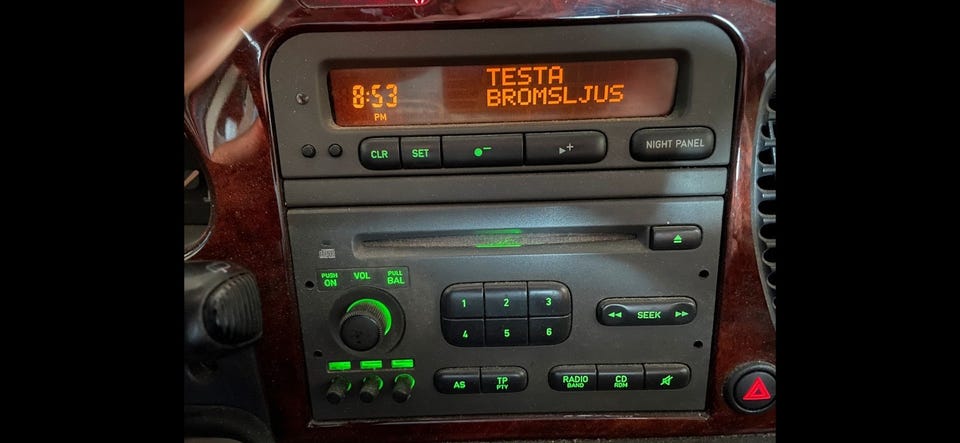 TESTA
8:53 BROMSLJUS
PM
CLR SET NIGHT PANEL
PUSH ON VOL PULL BAL
1 2 3
4 5 6
SEEK
AS TP PTY RADIO BAND CD RDM